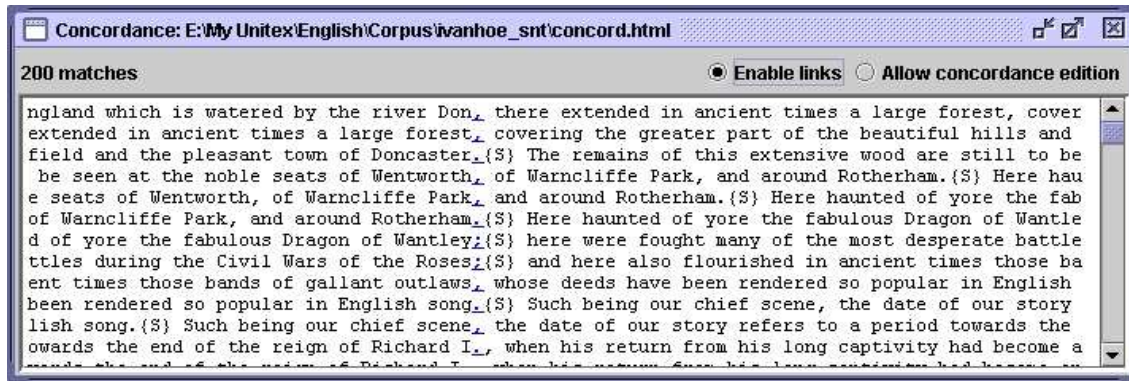 Concordance: E:\My Unitex\English\Corpus\ivanhoe_snt\concord.html
200 matches Enable links Allow concordance edition
ngland which is watered by the river Don, there extended in ancient times a large forest, cover
extended in ancient times a large forest, covering the greater part of the beautiful hills and
field and the pleasant town of Doncaster.{S} The remains of this extensive wood are still to be
be seen at the noble seats of Wentworth, of Warncliffe Park, and around Rotherham.{S} Here hau
e seats of Wentworth, of Warncliffe Park, and around Rotherham.{S} Here haunted of yore the fab
of Warncliffe Park, and around Rotherham.{S} Here haunted of yore the fabulous Dragon of Wantle
d of yore the fabulous Dragon of Wantley;{S} here were fought many of the most desperate battle
ttles during the Civil Wars of the Roses;{S} and here also flourished in ancient times those ba
ent times those bands of gallant outlaws, whose deeds have been rendered so popular in English
been rendered so popular in English song.{S} Such being our chief scene, the date of our story
lish song.{S} Such being our chief scene, the date of our story refers to a period towards the
owards the end of the reign of Richard I., when his return from his long captivity had become a